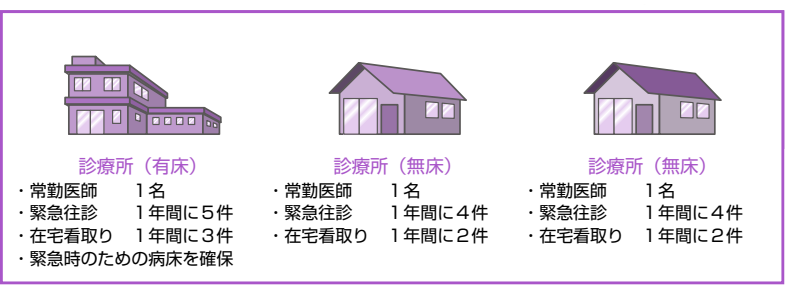 診療所（有床）
・常勤医師　１名
・緊急往診　１年間に５件
・在宅看取り　１年間に３件
・緊急時のための病床を確保
診療所（無床）
・常勤医師　１名
・緊急往診　１年間に４件
・在宅看取り　１年間に２件
診療所（無床）
・常勤医師　１名
・緊急往診　１年間に４件
・在宅看取り　１年間に２件